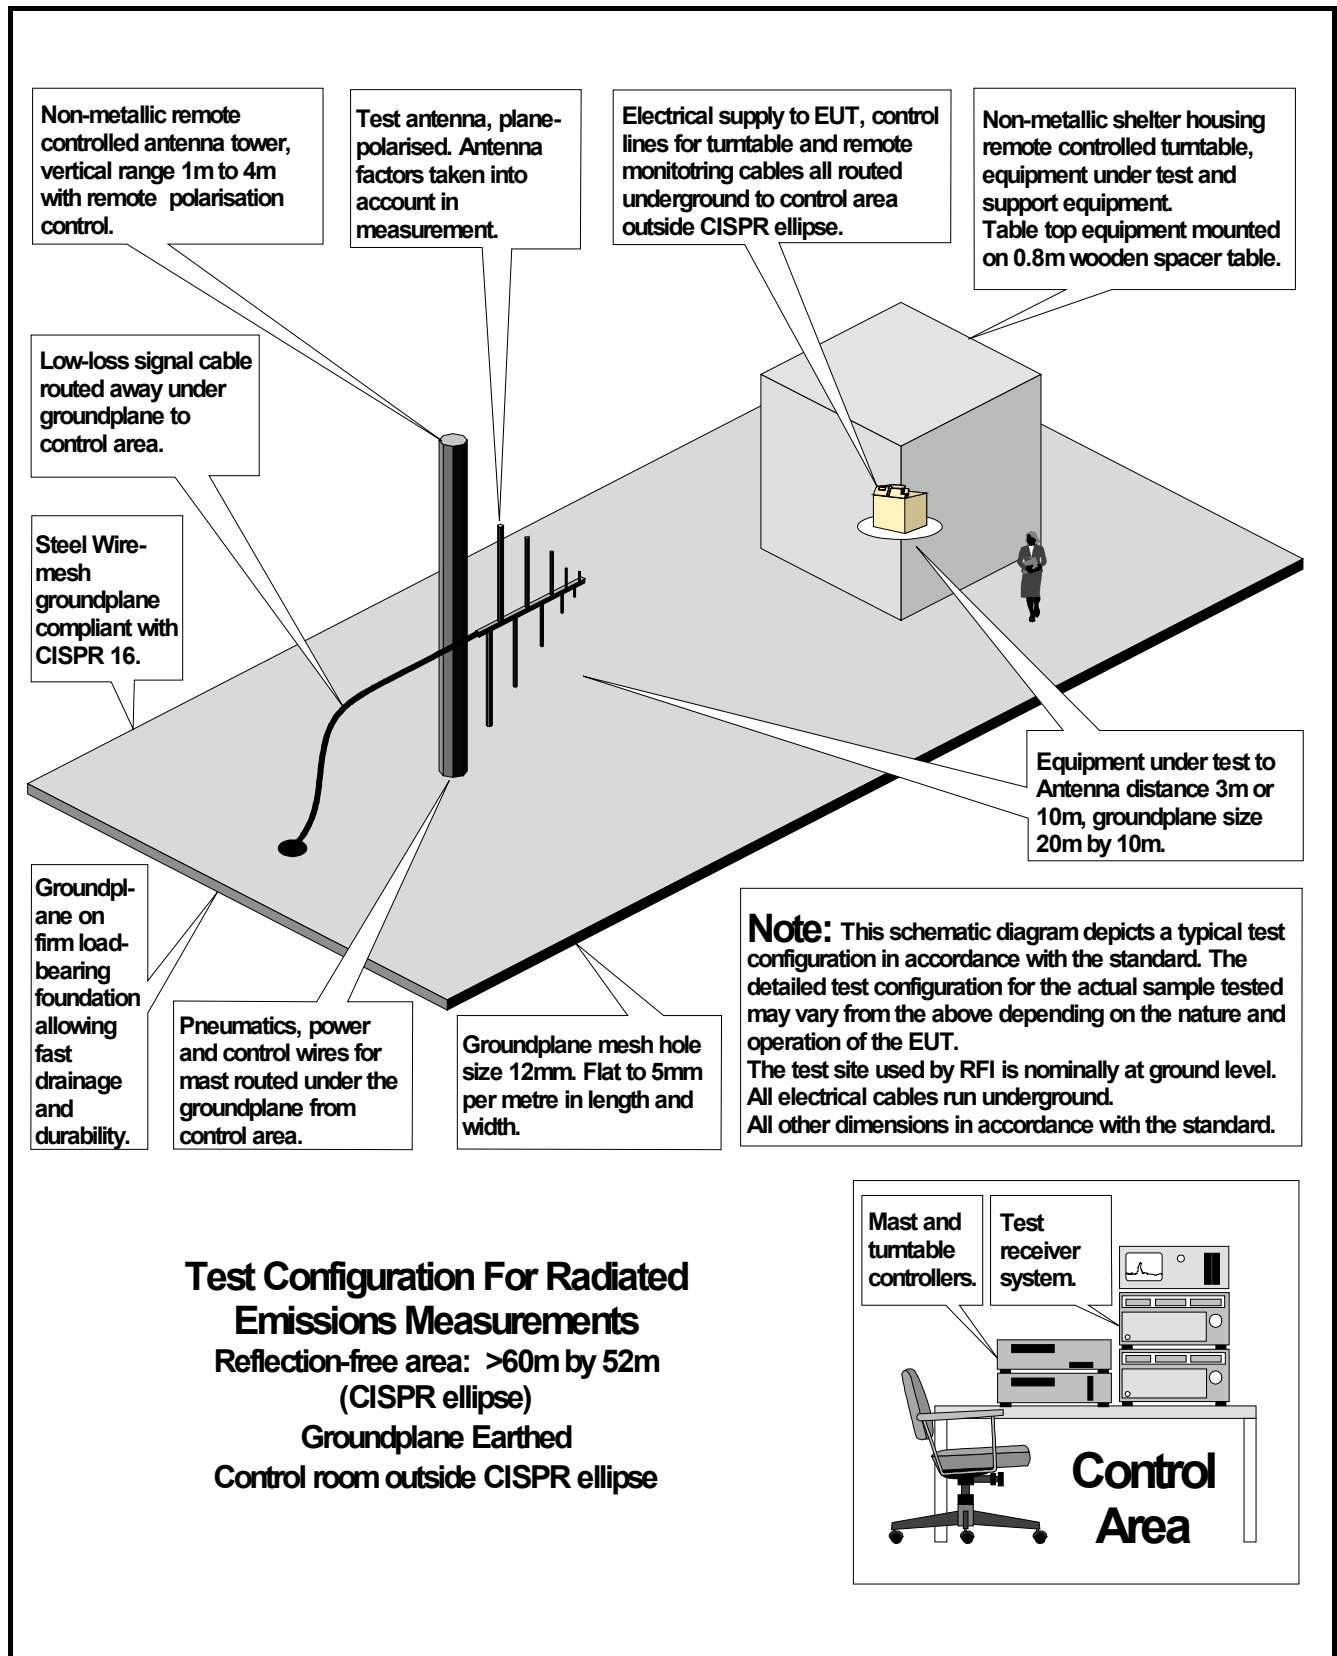 Non-metallic remote
controlled antenna tower,
vertical range 1m to 4m
with remote polarisation
control.
Test antenna, plane-
polarised. Antenna
factors taken into
account in
measurement.
Electrical supply to EUT, control
lines for turntable and remote
monitotring cables all routed
underground to control area
outside CISPR ellipse.
Non-metallic shelter housing
remote controlled turntable,
equipment under test and
support equipment.
Table top equipment mounted
on 0.8m wooden spacer table.
Low-loss signal cable
routed away under
groundplane to
control area.
Steel Wire-
mesh
groundplane
compliant with
CISPR 16.
Equipment under test to
Antenna distance 3m or
10m, groundplane size
20m by 10m.
Groundpl-
ane on
firm load-
bearing
foundation
allowing
fast
drainage
and
durability.
Pneumatics, power
and control wires for
mast routed under the
groundplane from
control area.
Groundplane mesh hole
size 12mm. Flat to 5mm
per metre in length and
width.
Note: This schematic diagram depicts a typical test
configuration in accordance with the standard. The
detailed test configuration for the actual sample tested
may vary from the above depending on the nature and
operation of the EUT.
The test site used by RFI is nominally at ground level.
All electrical cables run underground.
All other dimensions in accordance with the standard.
Test Configuration For Radiated
Emissions Measurements
Reflection-free area: >60m by 52m
(CISPR ellipse)
Groundplane Earthed
Control room outside CISPR ellipse
Mast and
turntable
controllers.
Test
receiver
system.
Control
Area